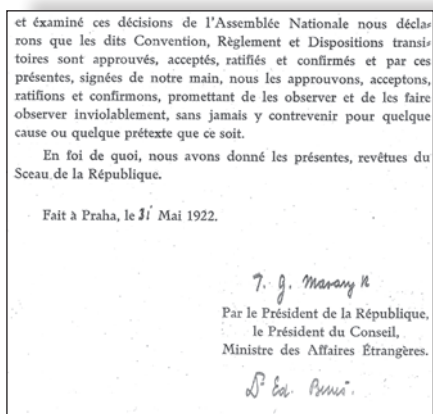 et éxaminé ces décisions de l'Assemblée Nationale nous décla-
rons que les dits Convention, Règlement et Dispositions transi-
toires sont approuvés, acceptés, ratifiés et confirmés et par ces
présentes, signées de notre main, nous les approuvons, acceptons,
ratifions et confirmons, promettant de les observer et de les faire
observer inviolablement, sans jamais y contrevenir pour quelque
cause ou quelque prétexte que ce soit.
En foi de quoi, nous avons donné les présentes, revêtues du
Sceau de la République.
Fait à Praha, le 31 Mai 1922.
T. G. Masaryk
Par le Président de la République,
le Président du Conseil,
Ministre des Affaires Étrangères.
Dr Ed. Beneš.